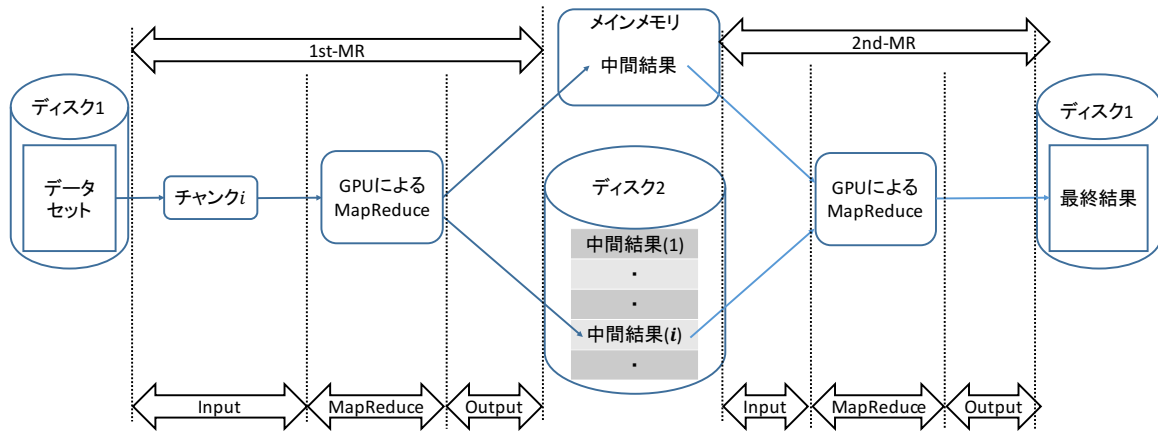 1st-MR
メインメモリ
中間結果
2nd-MR
ディスク1
データ
セット
チャンクi
GPUによる
MapReduce
ディスク2
中間結果(1)
・
・
中間結果(i)
・
GPUによる
MapReduce
ディスク1
最終結果
Input
MapReduce
Output
Input
MapReduce
Output